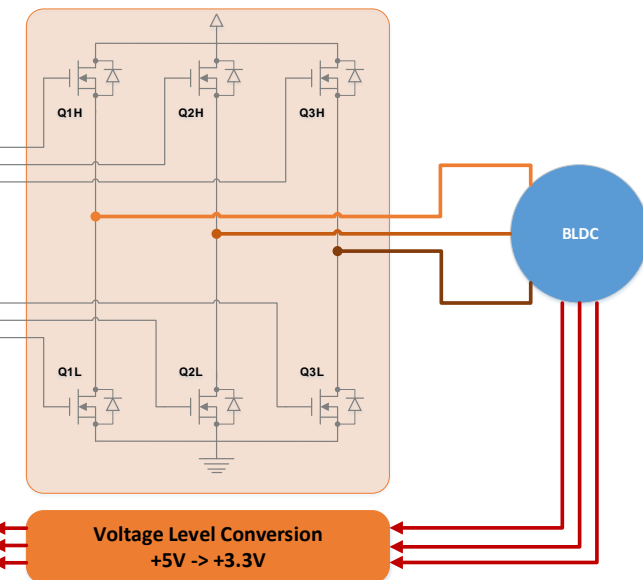 Q1H
Q2H
Q3H
BLDC
Q1L
Q2L
Q3L
Voltage Level Conversion
+5V -> +3.3V